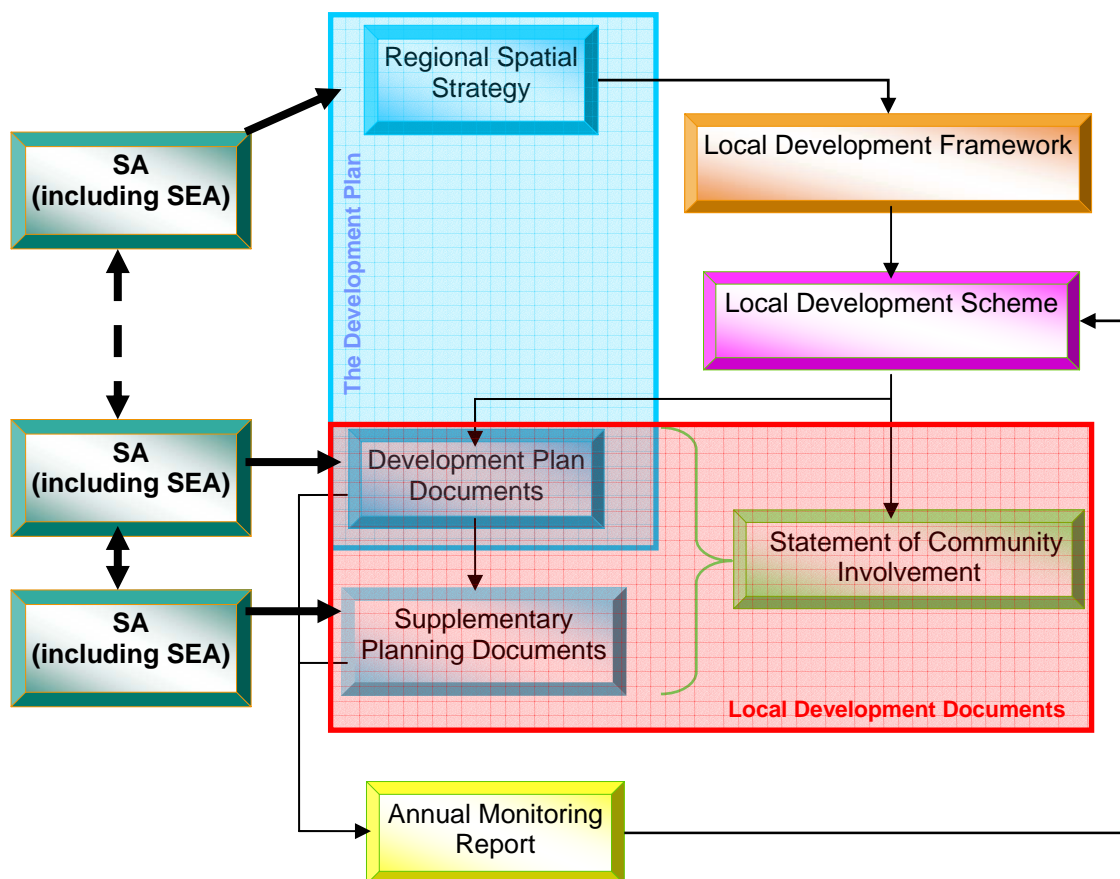 Regional Spatial
Strategy
Local Development Framework
SA
(including SEA)
The Development Plan
Local Development Scheme
SA
(including SEA)
Development Plan
Documents
Statement of Community
Involvement
SA
(including SEA)
Supplementary
Planning Documents
Local Development Documents
Annual Monitoring
Report